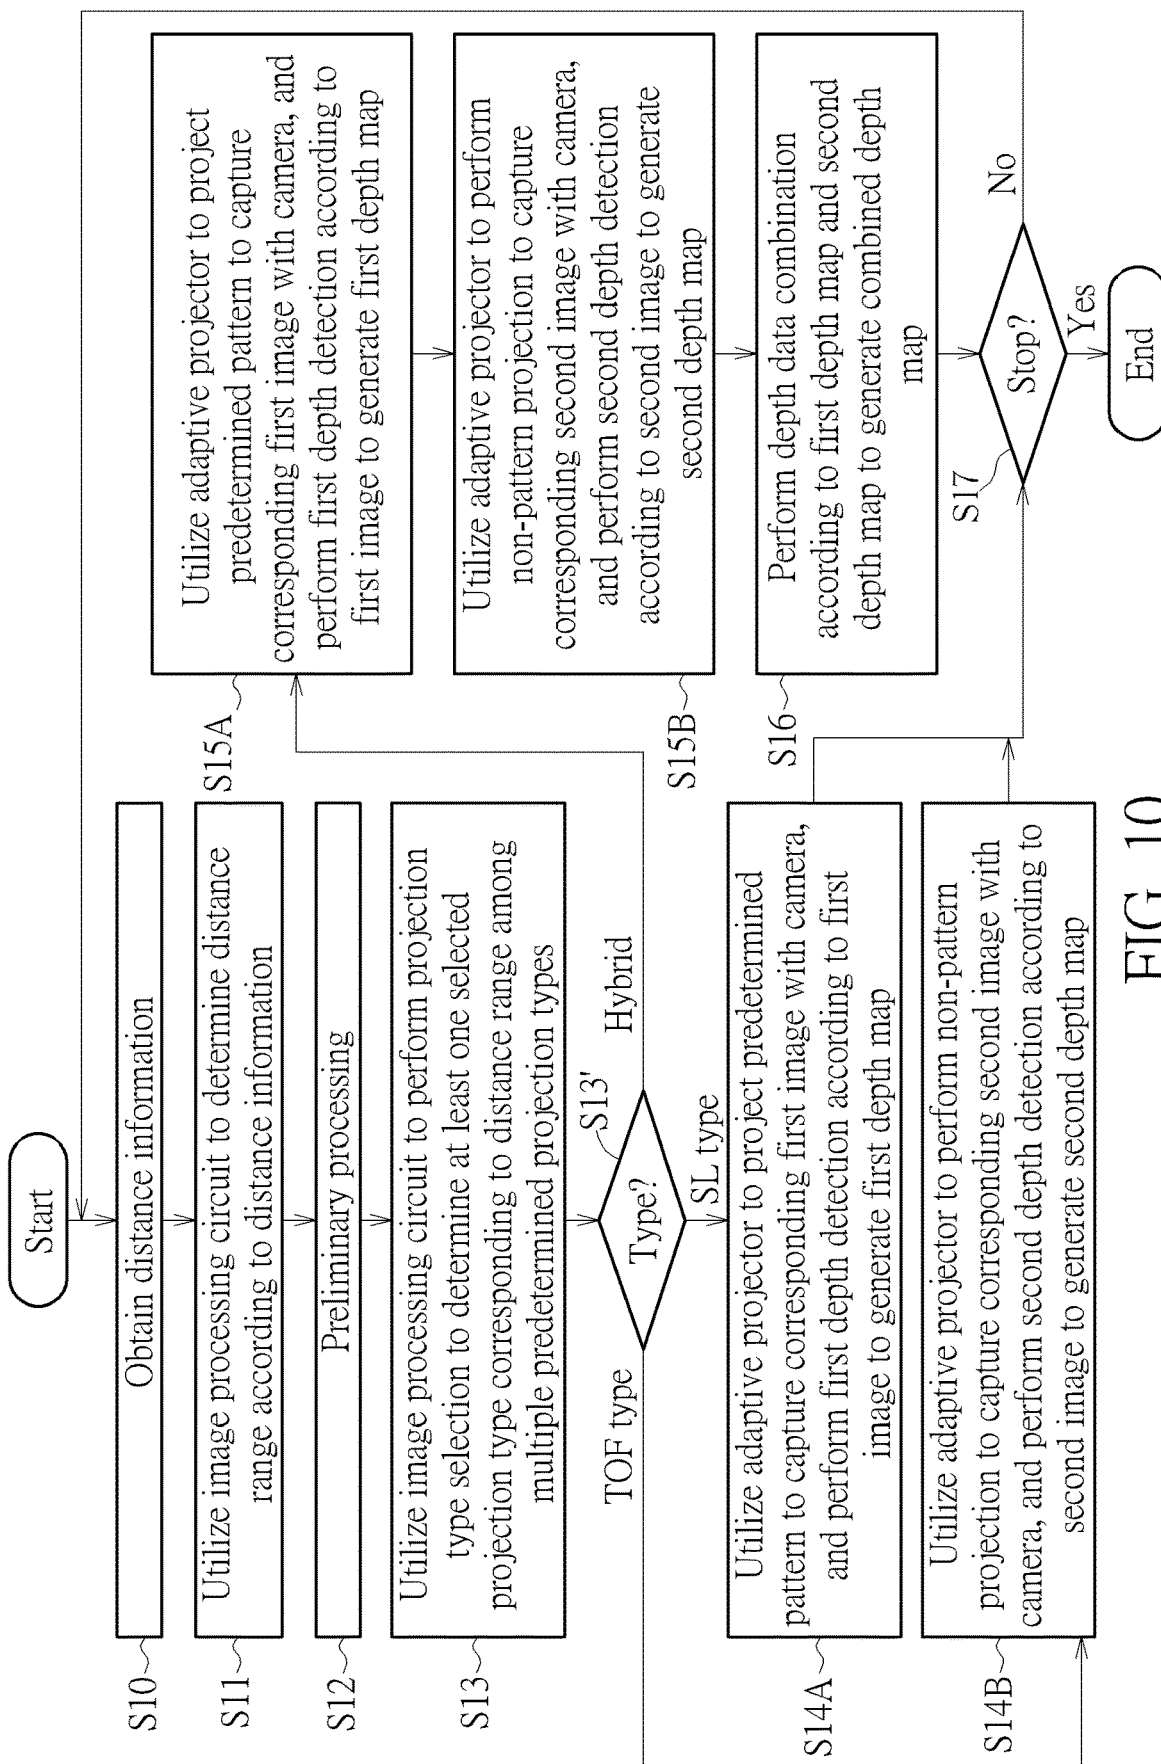 Start
S10
Obtain distance information
S11
Utilize image processing circuit to determine distance
range according to distance information
S12
Preliminary processing
S13
Utilize image processing circuit to perform projection
type selection to determine at least one selected
projection type corresponding to distance range among
multiple predetermined projection types
S13'
Type?
TOF type
SL type
Hybrid
S14A
Utilize adaptive projector to project predetermined
pattern to capture corresponding first image with camera,
and perform first depth detection according to first
image to generate first depth map
S14B
Utilize adaptive projector to perform non-pattern
projection to capture corresponding second image with
camera, and perform second depth detection according to
second image to generate second depth map
S15A
Utilize adaptive projector to project
predetermined pattern to capture
corresponding first image with camera, and
perform first depth detection according to
first image to generate first depth map
S15B
Utilize adaptive projector to perform
non-pattern projection to capture
corresponding second image with camera,
and perform second depth detection
according to second image to generate
second depth map
S16
Perform depth data combination
according to first depth map and second
depth map to generate combined depth
map
S17
Stop?
No
Yes
End
FIG. 10